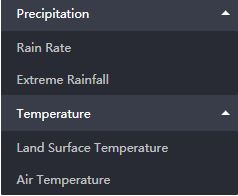 Precipitation
Rain Rate
Extreme Rainfall
Temperature
Land Surface Temperature
Air Temperature